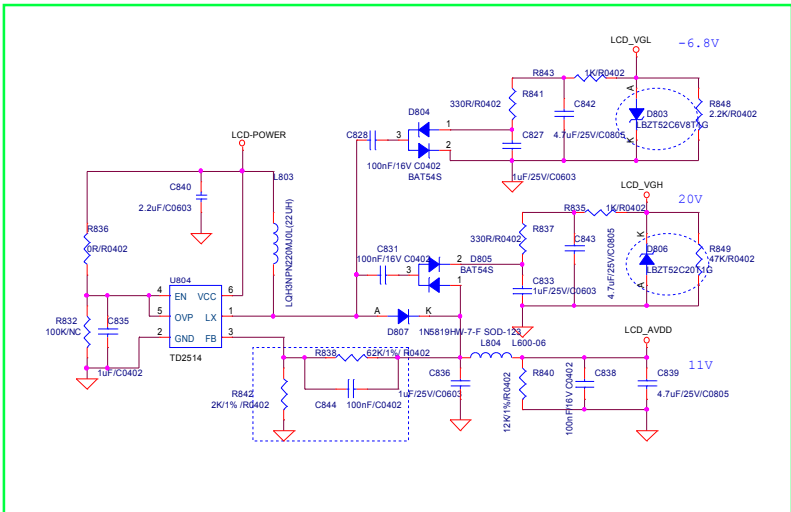 LCD_VGL
-6.8V
R843
1K/R0402
R841
330R/R0402
C842
4.7uF/25V/C0805
A
D803
LBZT52C6V8T1G
K
R848
2.2K/R0402
D804
C828
3
1
2
100nF/16V C0402
BAT54S
C827
1uF/25V/C0603
LCD-POWER
L803
C840
2.2uF/C0603
LQH3NPN220MJ0L(22UH)
R836
0R/R0402
LCD_VGH
20V
R835
1K/R0402
R837
330R/R0402
C843
4.7uF/25V/C0805
K
D806
LBZT52C20T1G
A
R849
47K/R0402
C831
100nF/16V C0402
D805
3
2
1
BAT54S
C833
1uF/25V/C0603
U804
4
EN
VCC
6
5
OVP
LX
1
2
GND
FB
3
TD2514
R832
100K/NC
C835
1uF/C0402
A
K
D807
1N5819HW-7-F SOD-123
L804
L600-06
LCD_AVDD
11V
R838
62K/1%/ R0402
R842
2K/1% /R0402
C844
100nF/C0402
C836
1uF/25V/C0603
R840
12K/1%/R0402
C838
100nF/16V C0402
C839
4.7uF/25V/C0805